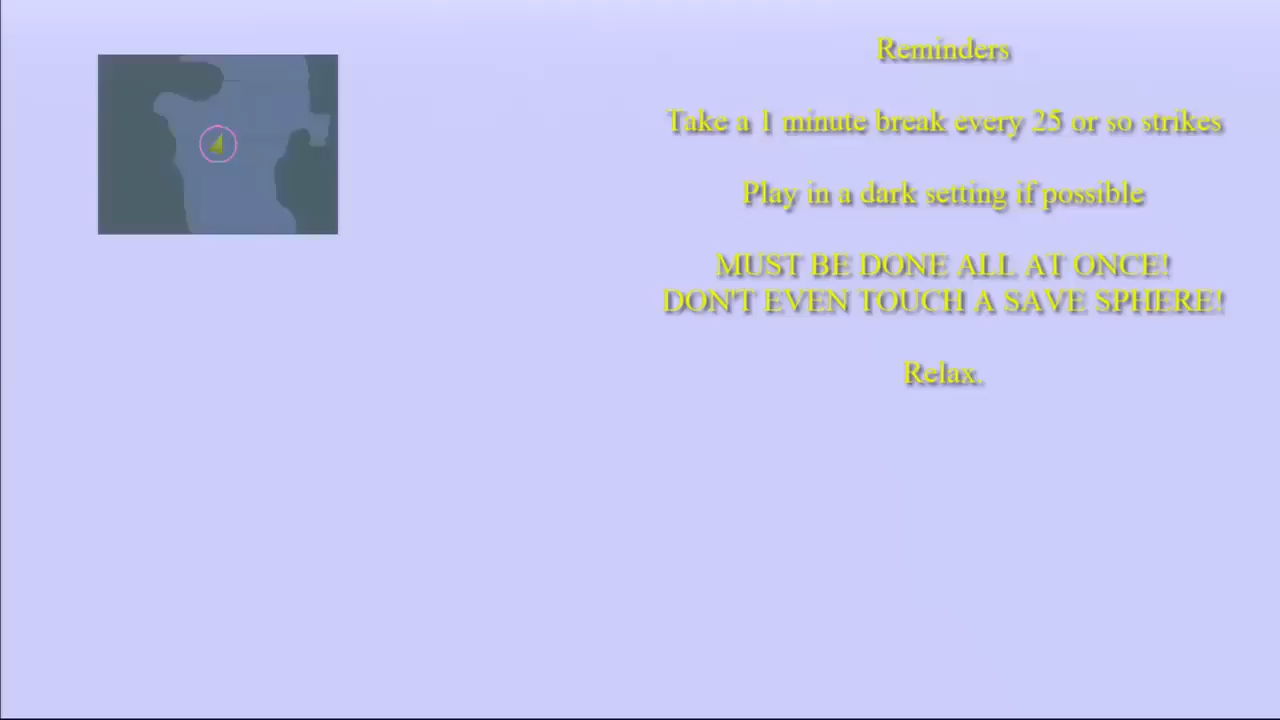 Reminders
Take a 1 minute break every 25 or so strikes
Play in a dark setting if possible
MUST BE DONE ALL AT ONCE!
DON'T EVEN TOUCH A SAVE SPHERE!
Relax.